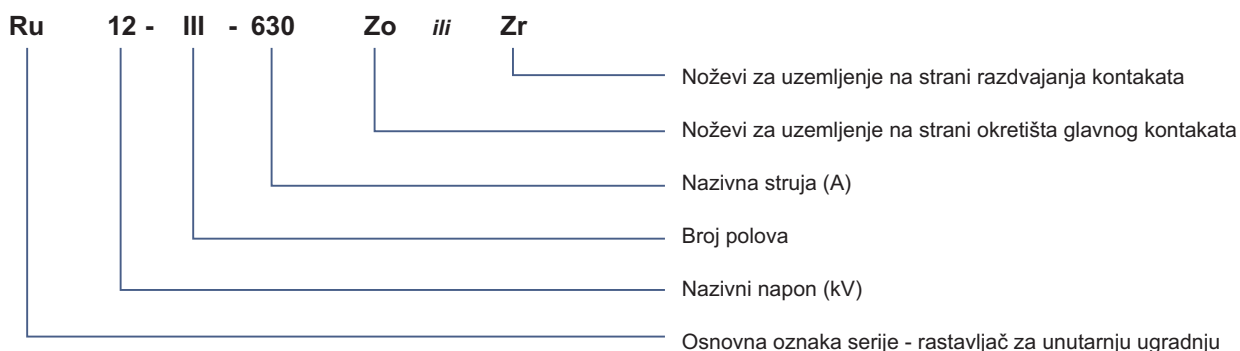 Ru 12 - III - 630 Zo ili Zr
Noževi za uzemljenje na strani razdvajanja kontakata
Noževi za uzemljenje na strani okretišta glavnog kontakata
Nazivna struja (A)
Broj polova
Nazivni napon (kV)
Osnovna oznaka serije - rastavljač za unutarnju ugradnju